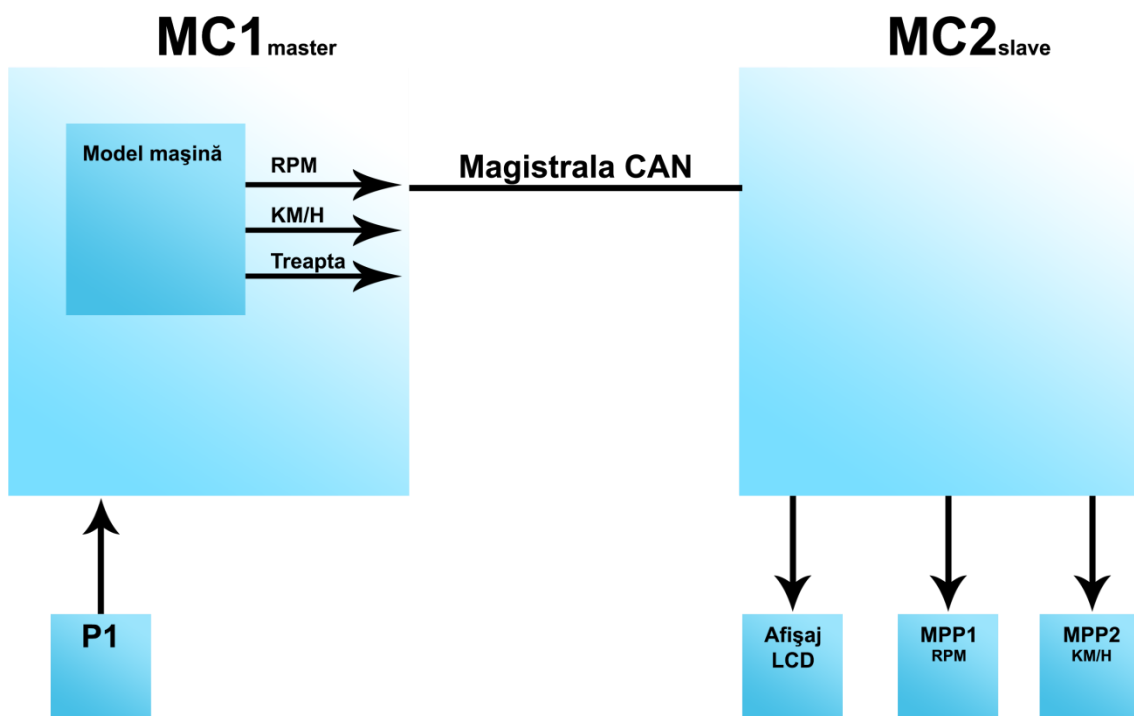 MC1master
MC2slave
Model maşină
RPM
KM/H
Treapta
Magistrala CAN
P1
Afişaj
LCD
MPP1
RPM
MPP2
KM/H